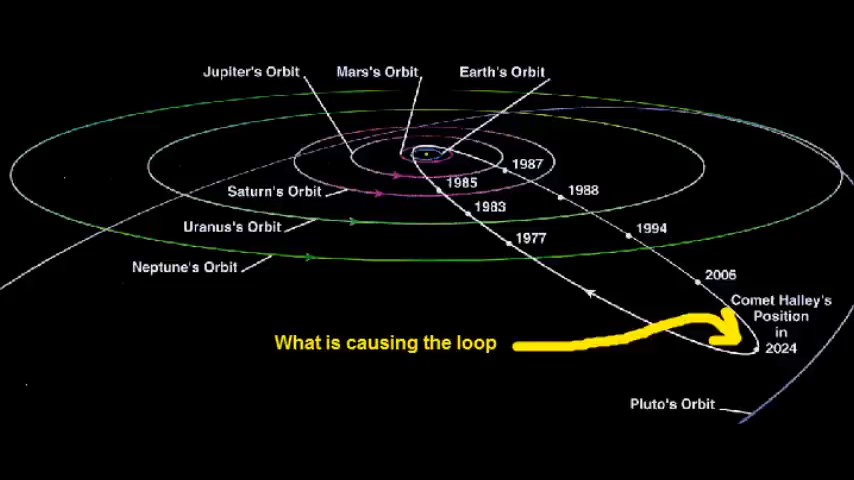 Jupiter's Orbit
Mars's Orbit
Earth's Orbit
1987
1985
1988
Saturn's Orbit
1983
Uranus's Orbit
1994
1977
Neptune's Orbit
2005
Comet Halley's
Position
in
2024
What is causing the loop
Pluto's Orbit